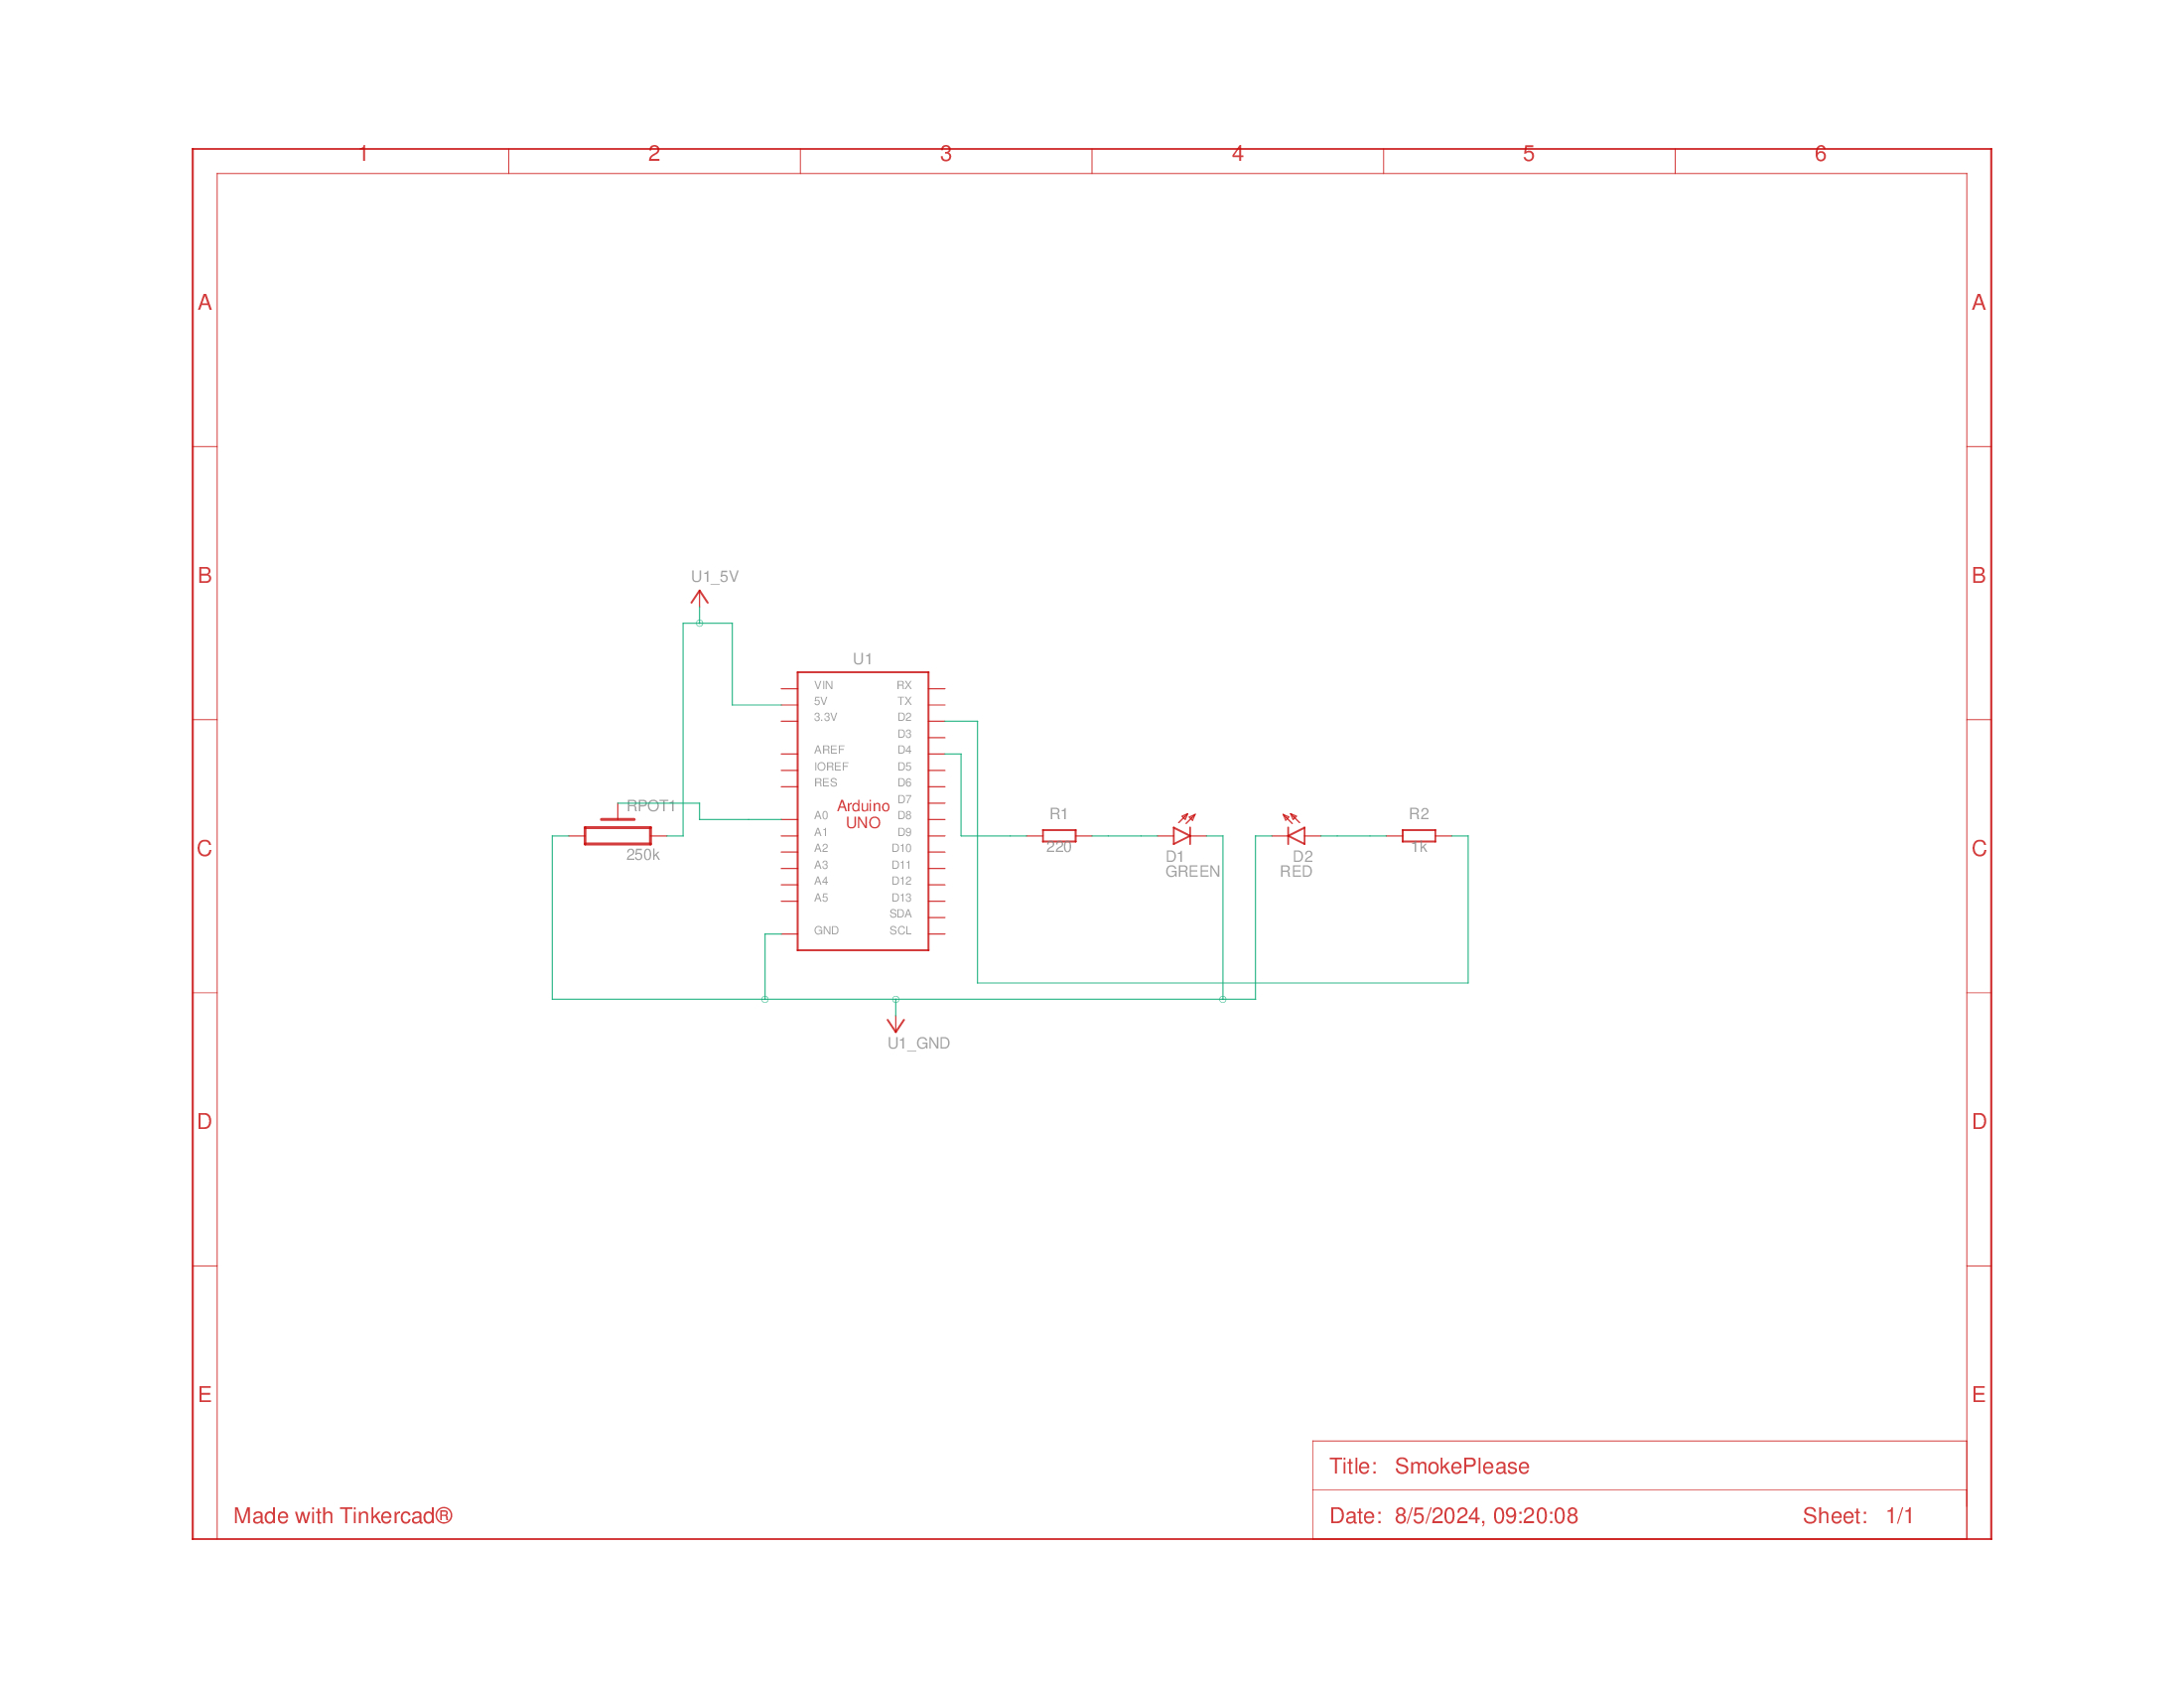 1 2 3 4 5 6
A A
B B
U1_5V
U1
VIN RX
5V TX
3.3V D2
D3
AREF D4
IOREF D5
RES D6
D7
RPOT1 Arduino
A0 D8
UNO
R1 R2
A1 D9
C 250k A2 D10 220 1k C
D1 D2
A3 D11
GREEN RED
A4 D12
A5 D13
SDA
GND SCL
U1_GND
D D
E E
Title: SmokePlease
Made with Tinkercad® Date: 8/5/2024, 09:20:08 Sheet: 1/1